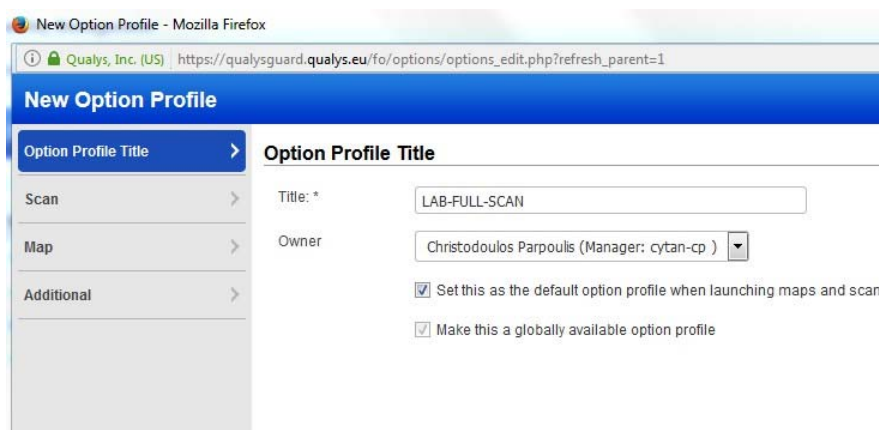 New Option Profile - Mozilla Firefox
Qualys, Inc. (US) https://qualysguard.qualys.eu/fo/options/options_edit.php?refresh_parent=1
New Option Profile
Option Profile Title
Scan
Map
Additional
Option Profile Title
Title: * LAB-FULL-SCAN
Owner Christodoulos Parpoulis (Manager: cytan-cp )
Set this as the default option profile when launching maps and scan
Make this a globally available option profile